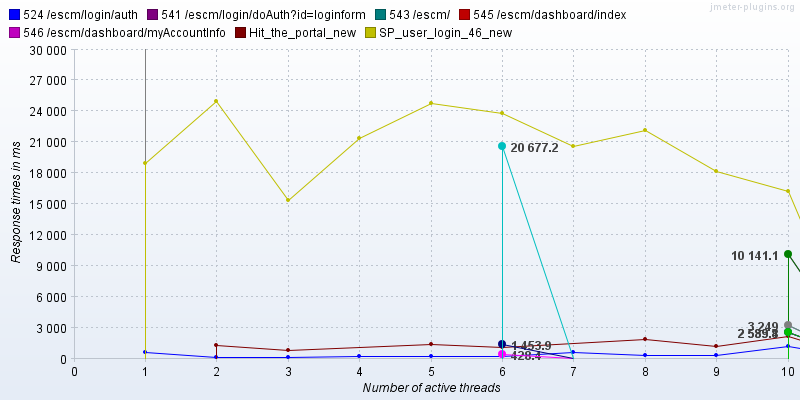 jmeter-plugins.org
524 /escm/login/auth 541 /escm/login/doAuth?id=loginform 543 /escm/ 545 /escm/dashboard/index
546 /escm/dashboard/myAccountInfo Hit_the_portal_new SP_user_login_46_new
30 000
27 000
24 000
21 000
18 000
15 000
12 000
9 000
6 000
3 000
0
Response times in ms
20 677.2
10 141.1
3 249
1 453.9
428.4
0 1 2 3 4 5 6 7 8 9 10
Number of active threads